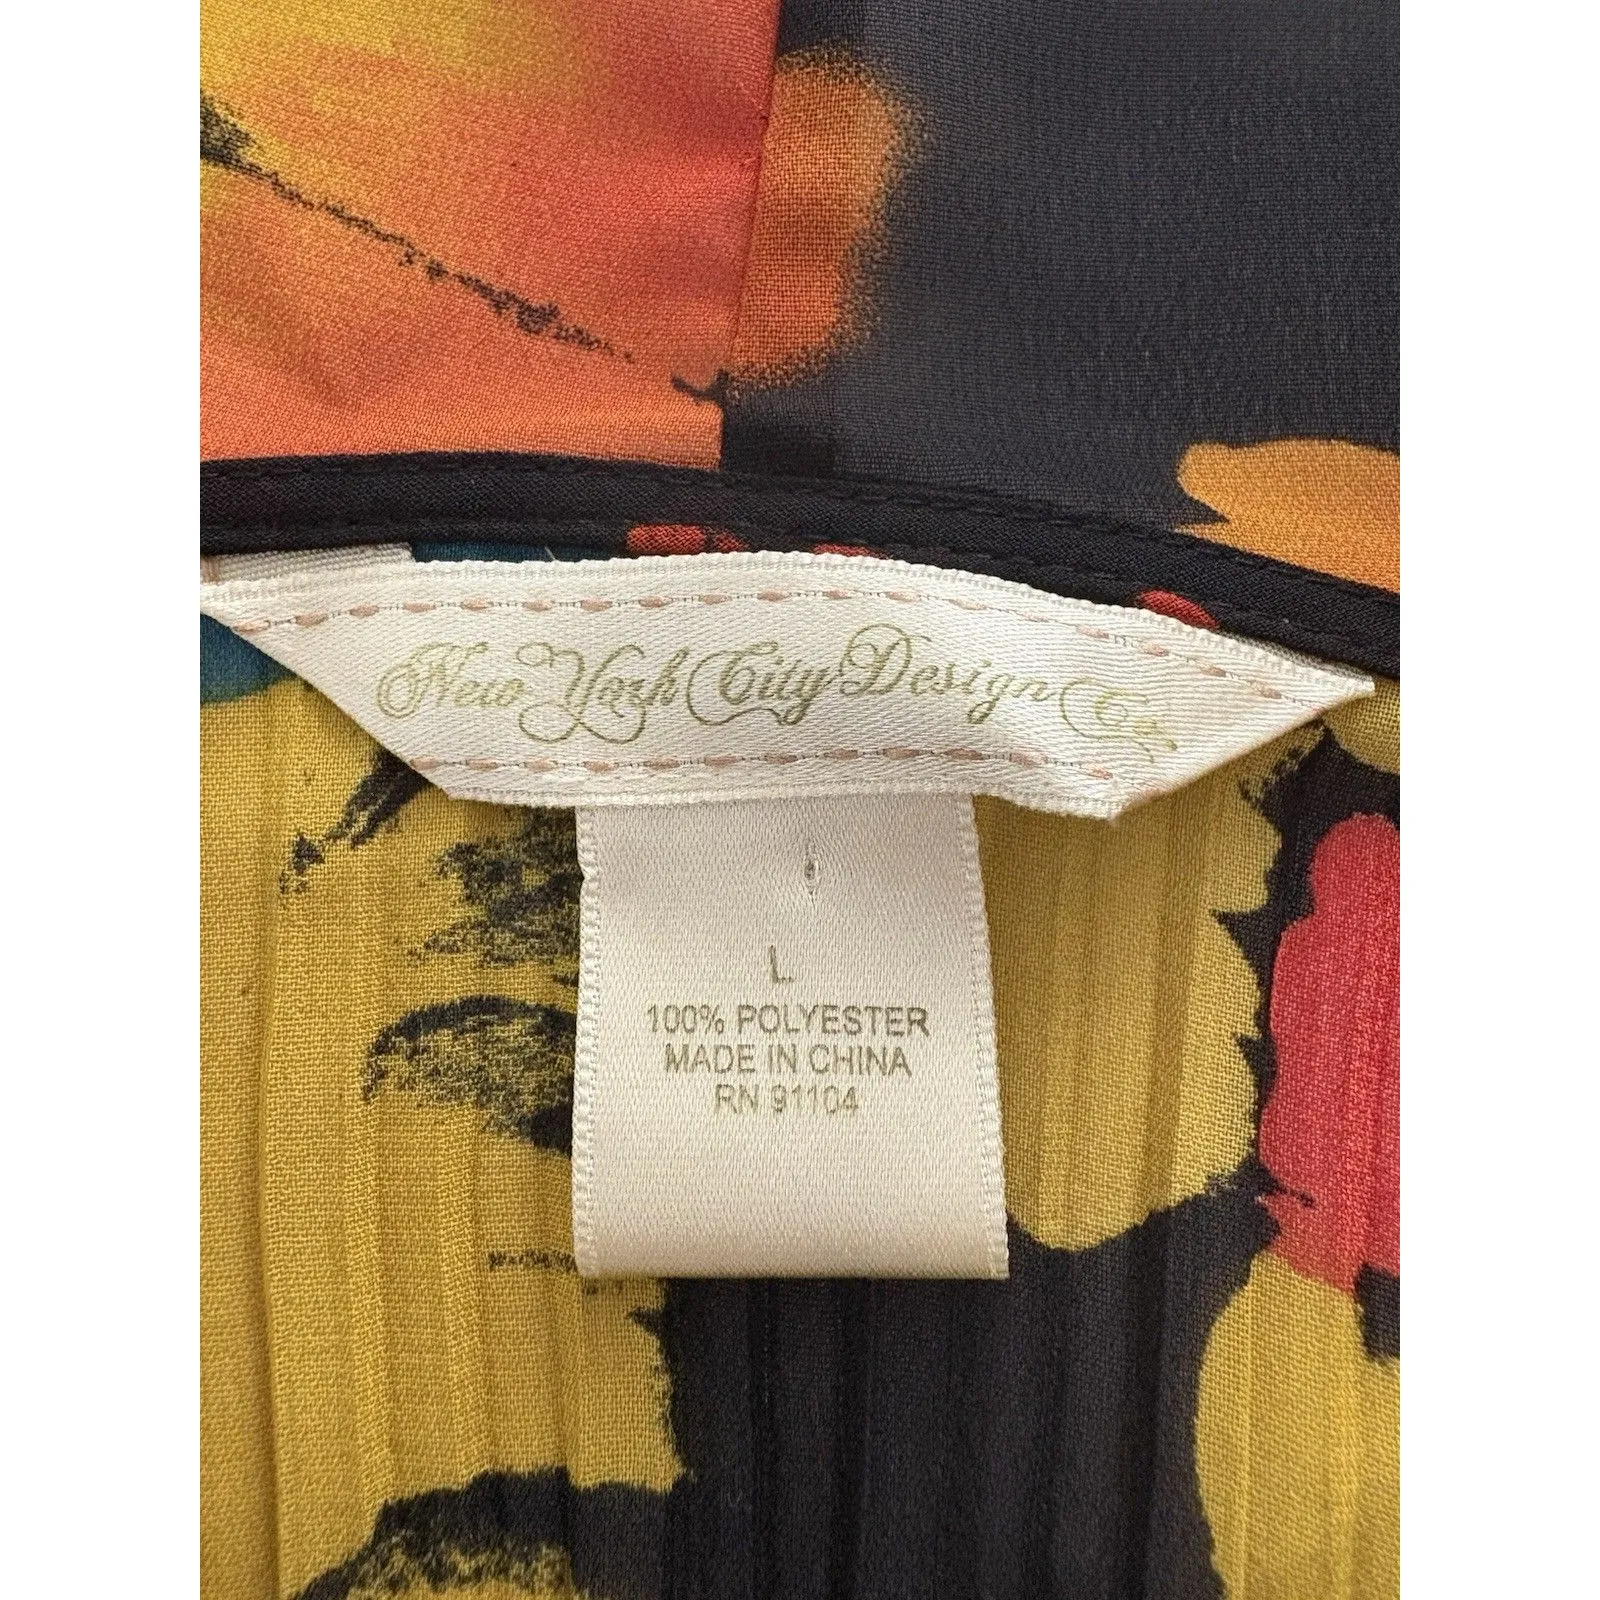 New York City Design Co.
L
100% POLYESTER
MADE IN CHINA
RN 91104